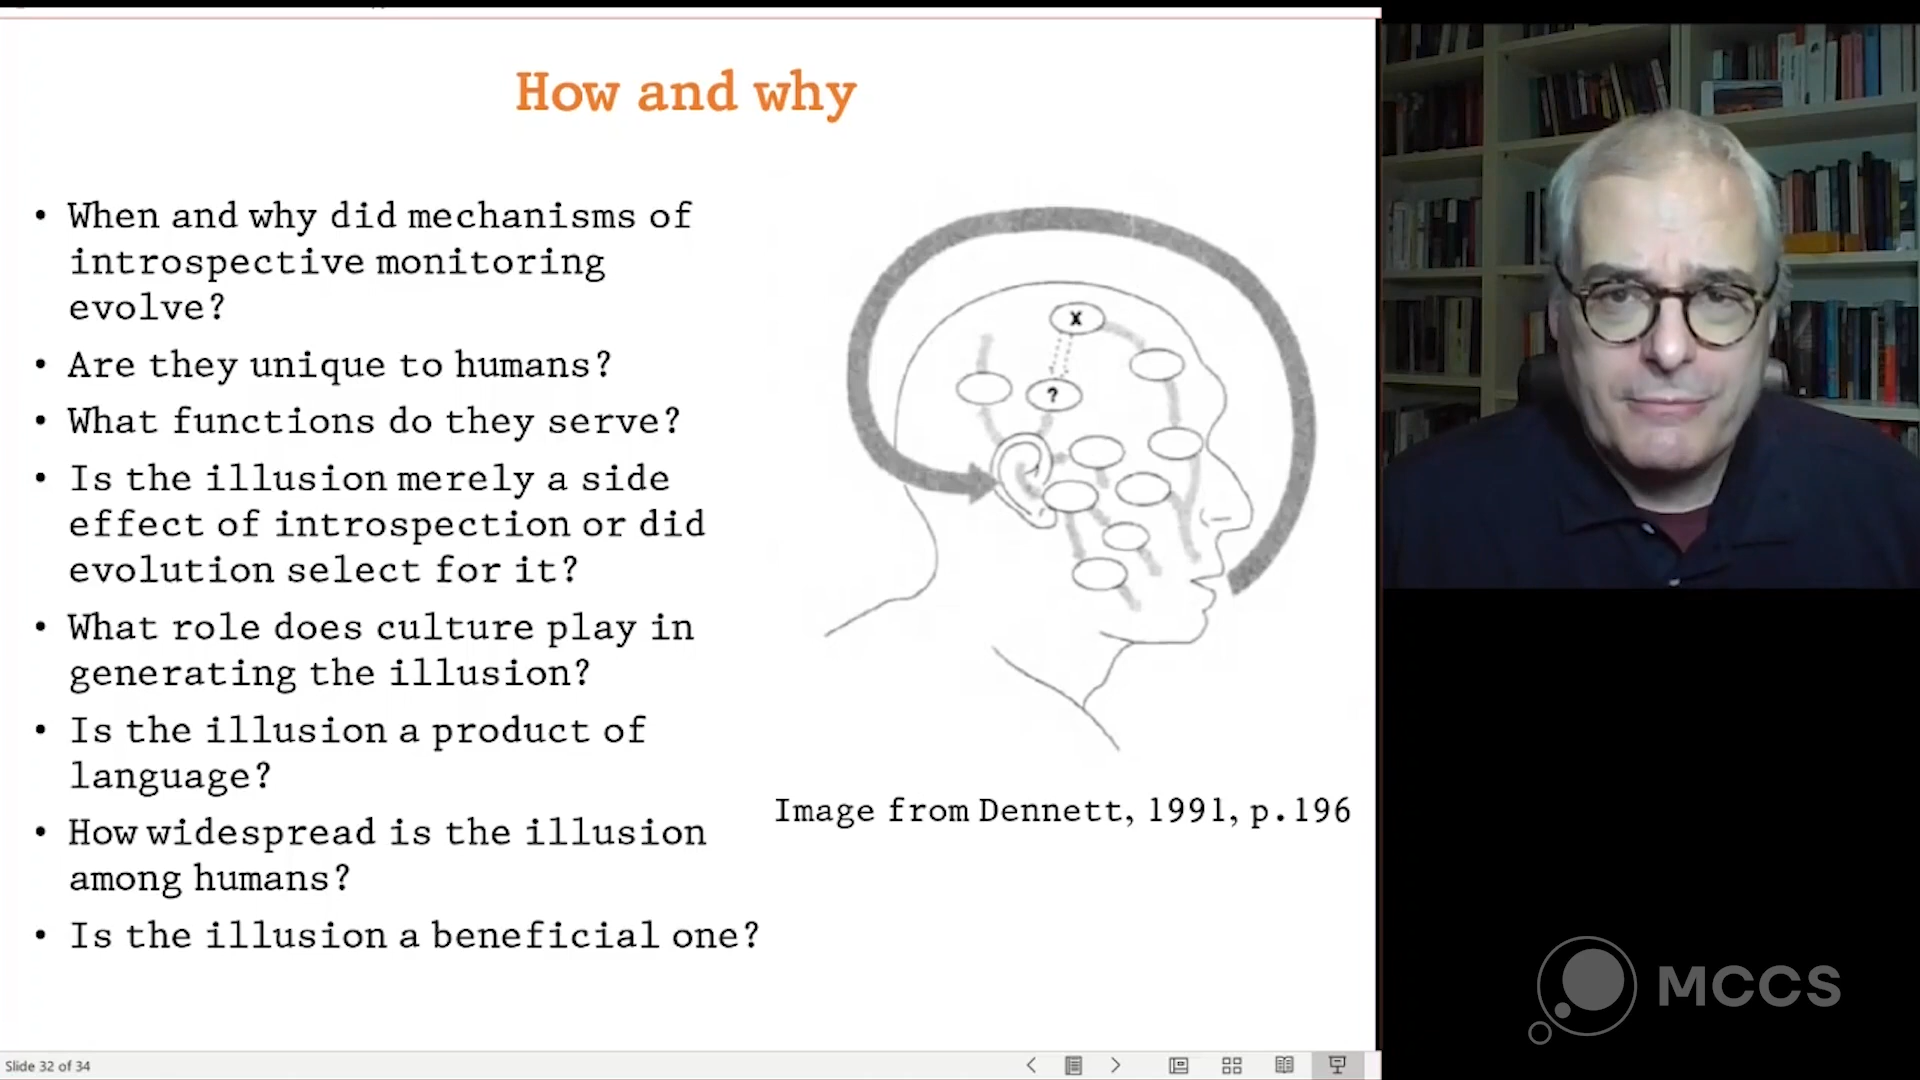 How and why
• When and why did mechanisms of
introspective monitoring
evolve?
• Are they unique to humans?
• What functions do they serve?
• Is the illusion merely a side
effect of introspection or did
evolution select for it?
• What role does culture play in
generating the illusion?
• Is the illusion a product of
language?
• How widespread is the illusion
among humans?
• Is the illusion a beneficial one?
X
?
Image from Dennett, 1991, p.196
MCCS
Slide 32 of 34